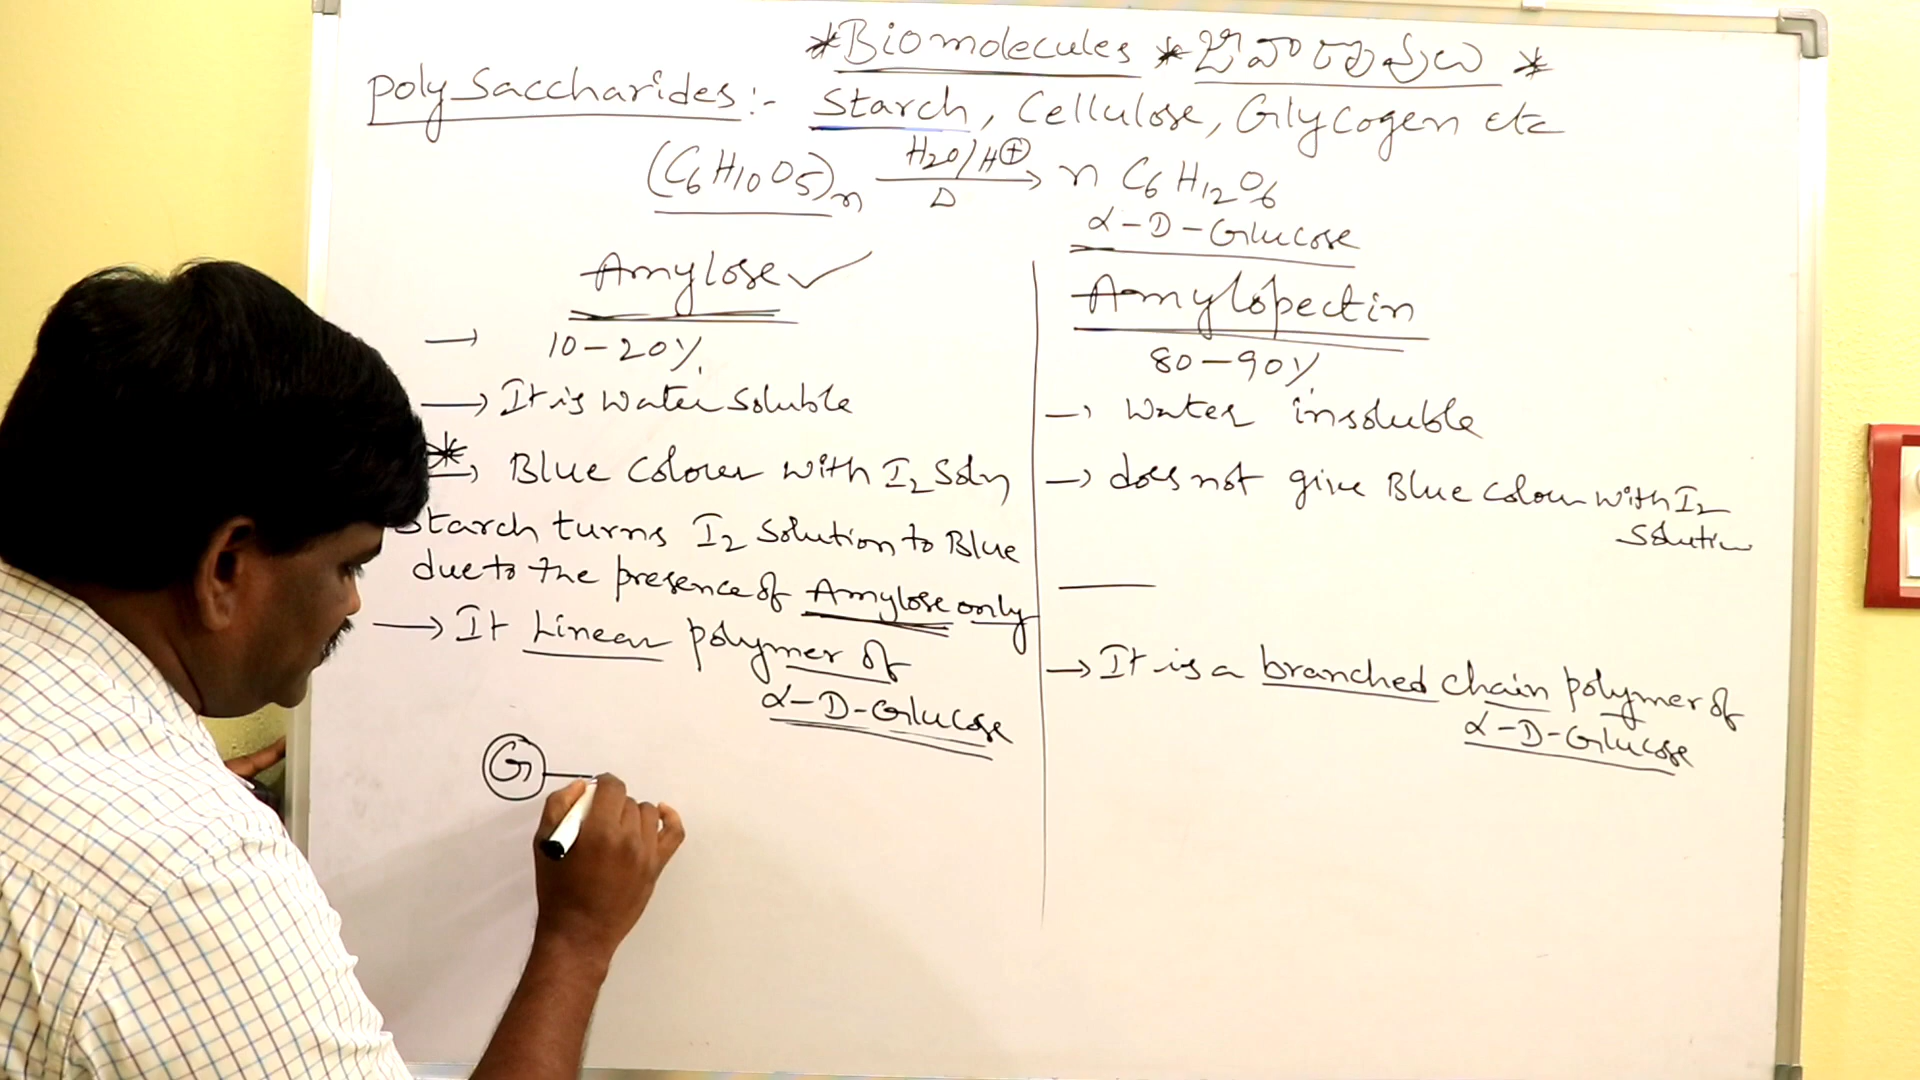 *Biomolecules * జీవాణువులు *
Poly Saccharides:- Starch, Cellulose, Glycogen etc
(C6H10O5)n H2O/H⊕ Δ → n C6H12O6
α-D-Glucose
Amylose ✓
→ 10-20%
→ It is water soluble
*→ Blue colour with I2 Soln
Starch turns I2 Solution to Blue
due to the presence of Amylose only
→ It Linear polymer of
α-D-Glucose
G
Amylopectin
80-90%
→ water insoluble
→ does not give Blue colour with I2
Solution
→ It is a branched chain polymer of
α-D-Glucose